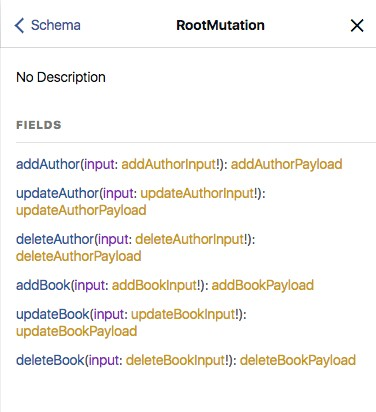 Schema
RootMutation
No Description
FIELDS
addAuthor(input: addAuthorInput!): addAuthorPayload
updateAuthor(input: updateAuthorInput!):
updateAuthorPayload
deleteAuthor(input: deleteAuthorInput!):
deleteAuthorPayload
addBook(input: addBookInput!): addBookPayload
updateBook(input: updateBookInput!):
updateBookPayload
deleteBook(input: deleteBookInput!): deleteBookPayload